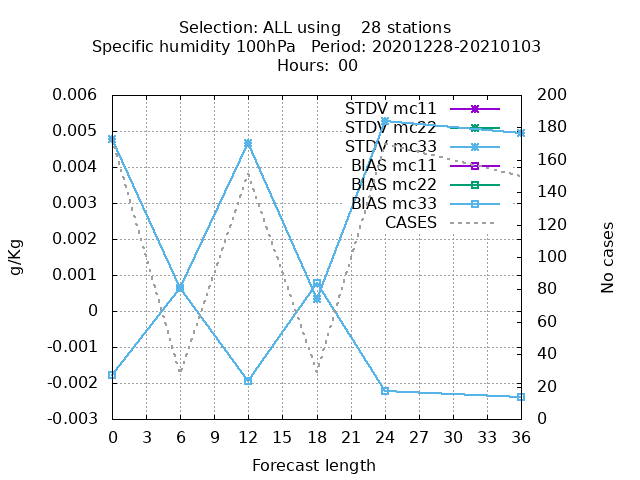 Selection: ALL using    28 stations
Specific humidity 100hPa   Period: 20201228-20210103
Hours: 00
0.006
0.005
0.004
0.003
0.002
0.001
0
-0.001
-0.002
-0.003
g/Kg
STDV mc11
STDV mc22
STDV mc33
BIAS mc11
BIAS mc22
BIAS mc33
CASES
200
180
160
140
120
100
80
60
40
20
0
No cases
0 3 6 9 12 15 18 21 24 27 30 33 36
Forecast length